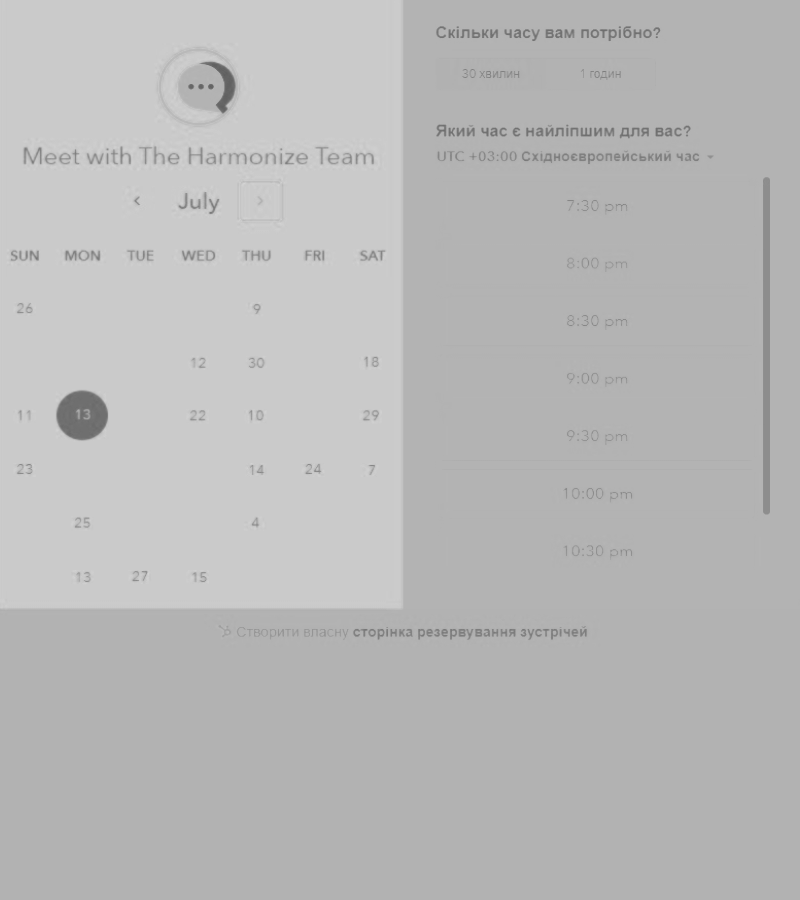 Meet with The Harmonize Team
July
SUN MON TUE WED THU FRI SAT
26 9
12 30 18
11 13 22 10 29
23 14 24 7
25 4
13 27 15
Скільки часу вам потрібно?
30 хвилин 1 годин
Який час є найліпшим для вас?
UTC +03:00 Східноєвропейський час
7:30 pm
8:00 pm
8:30 pm
9:00 pm
9:30 pm
10:00 pm
10:30 pm
Створити власну сторінка резервування зустрічей